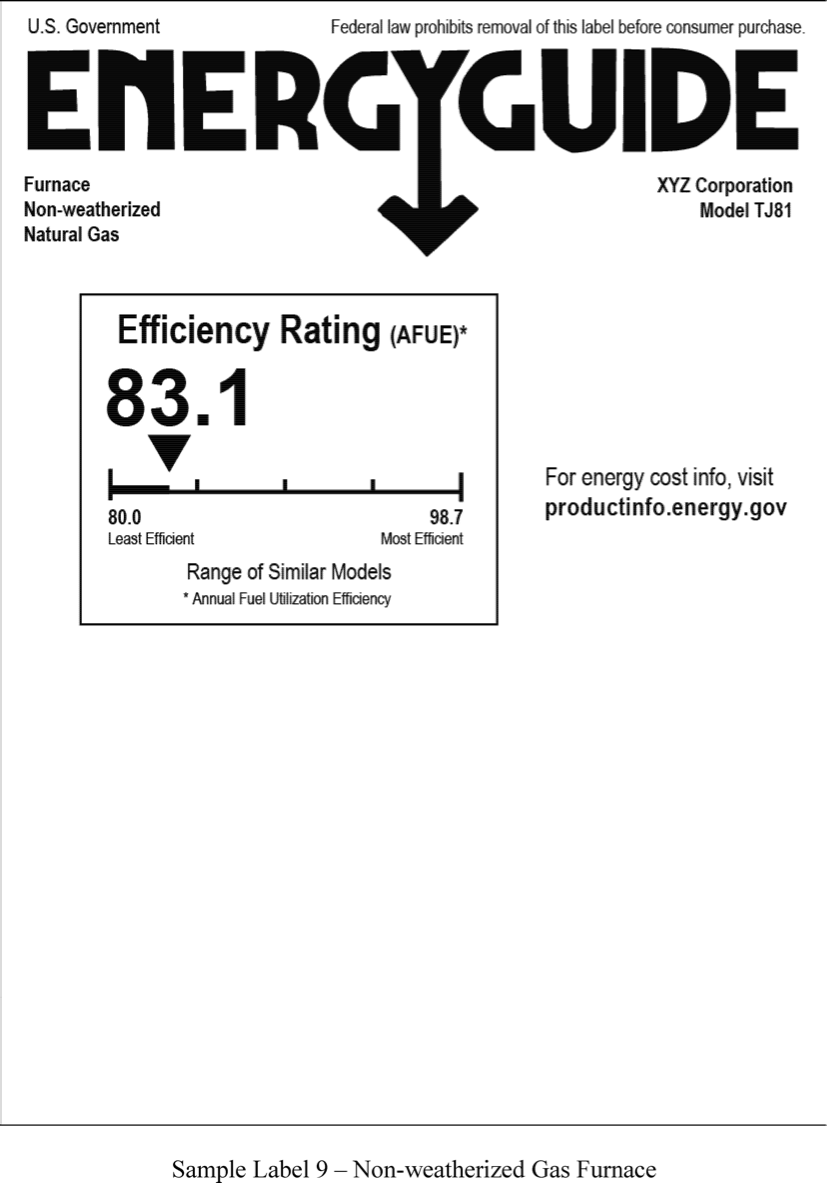 U.S. Government
Federal law prohibits removal of this label before consumer purchase.
ENERGYGUIDE
Furnace
Non-weatherized
Natural Gas
XYZ Corporation
Model TJ81
Efficiency Rating (AFUE)*
83.1
80.0
98.7
Least Efficient
Most Efficient
Range of Similar Models
* Annual Fuel Utilization Efficiency
For energy cost info, visit
productinfo.energy.gov
Sample Label 9 – Non-weatherized Gas Furnace